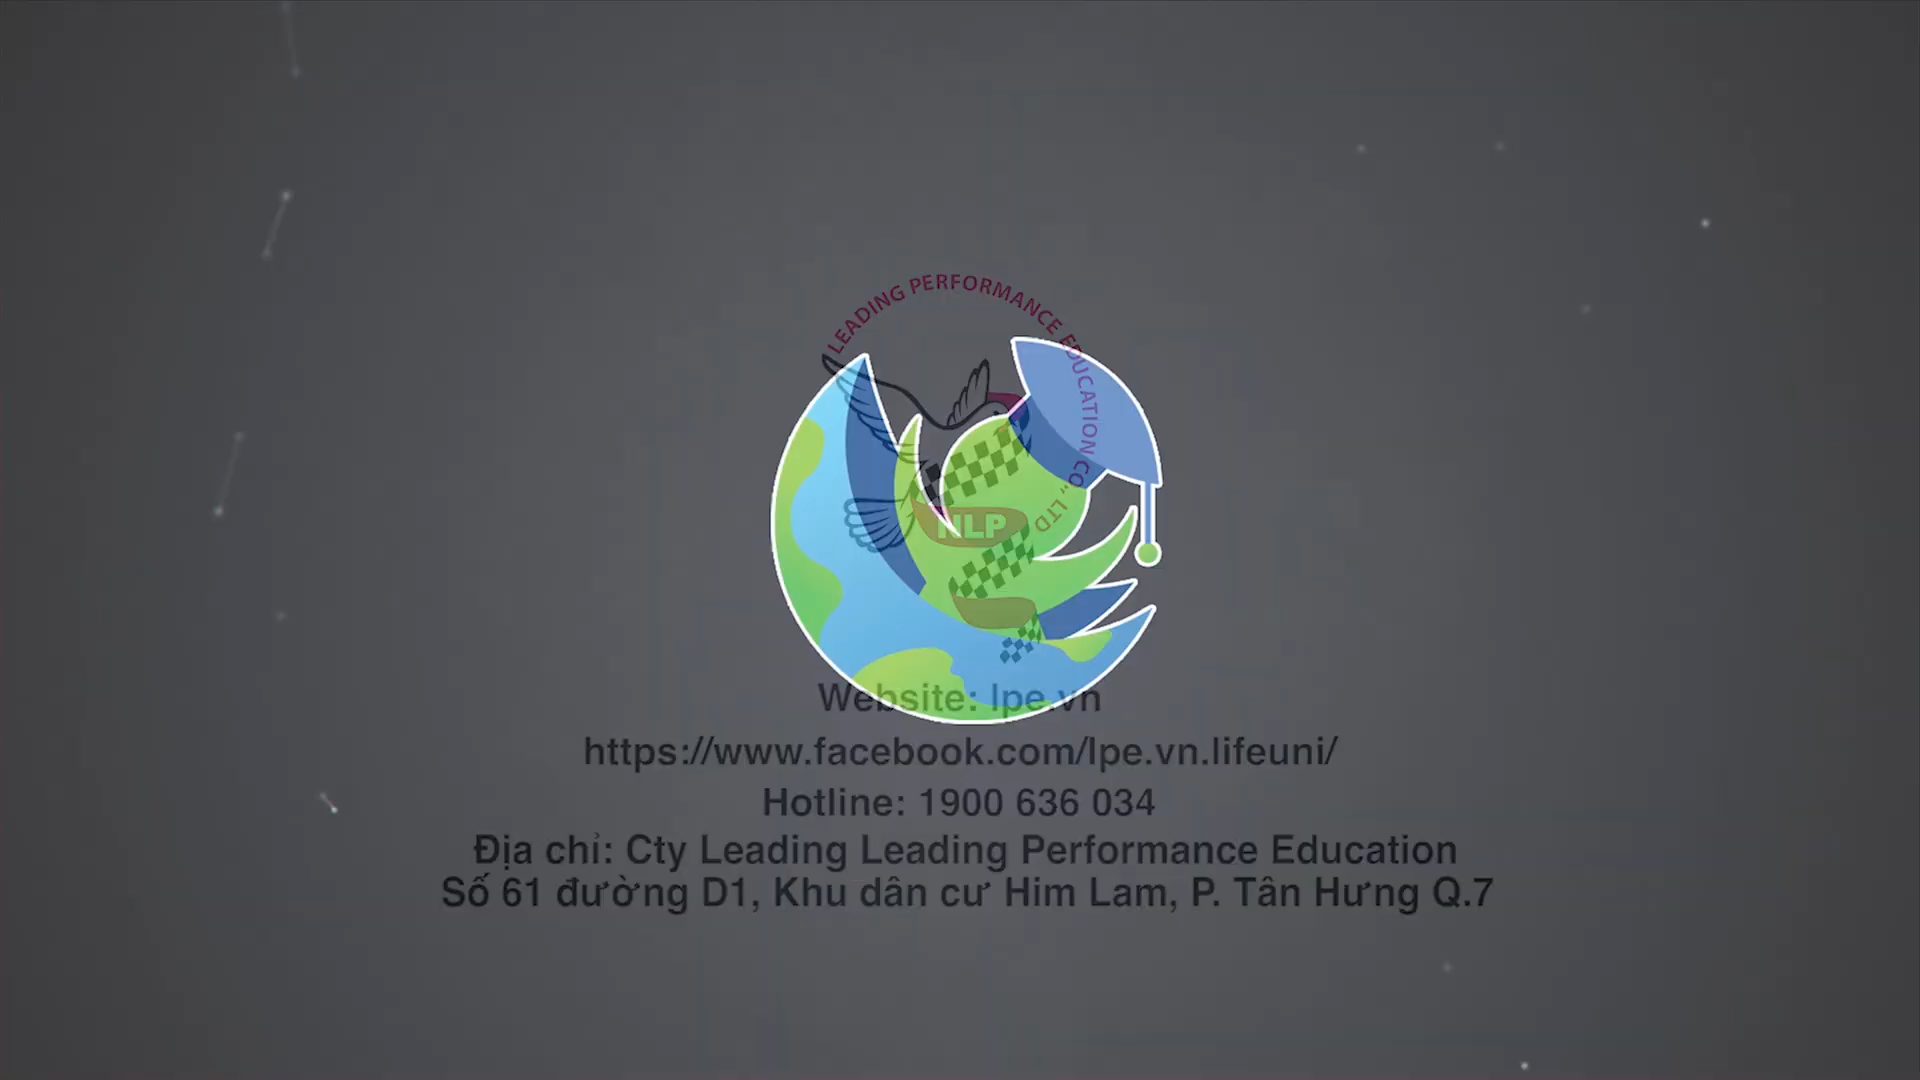 LEADING PERFORMANCE EDUCATION CO., LTD
NLP
Website: lpe.vn
https://www.facebook.com/lpe.vn.lifeuni/
Hotline: 1900 636 034
Địa chỉ: Cty Leading Leading Performance Education
Số 61 đường D1, Khu dân cư Him Lam, P. Tân Hưng Q.7